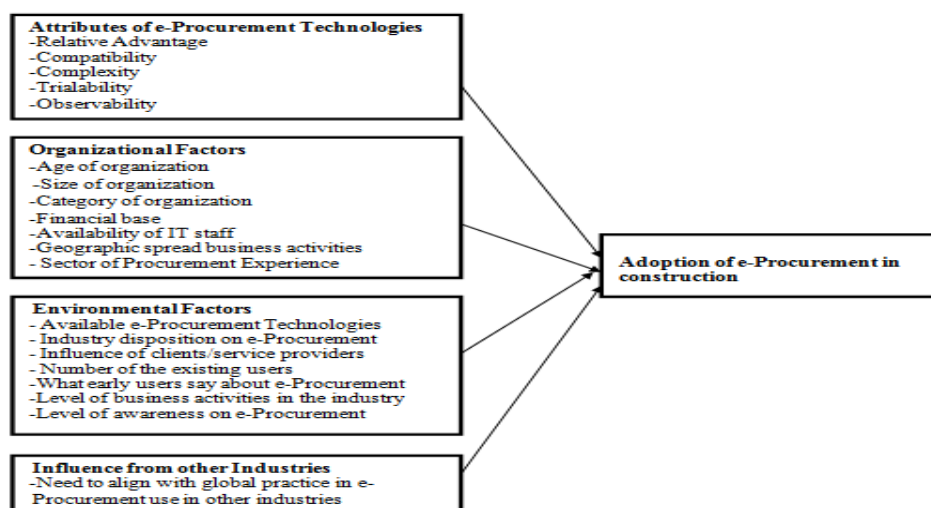 Attributes of e-Procurement Technologies
-Relative Advantage
-Compatibility
-Complexity
-Trialability
-Observability
Organizational Factors
-Age of organization
-Size of organization
-Category of organization
-Financial base
-Availability of IT staff
-Geographic spread business activities
- Sector of Procurement Experience
Environmental Factors
- Available e-Procurement Technologies
- Industry disposition on e-Procurement
- Influence of clients/service providers
- Number of the existing users
-What early users say about e-Procurement
-Level of business activities in the industry
-Level of awareness on e-Procurement
Influence from other Industries
-Need to align with global practice in e-
Procurement use in other industries
Adoption of e-Procurement in
construction